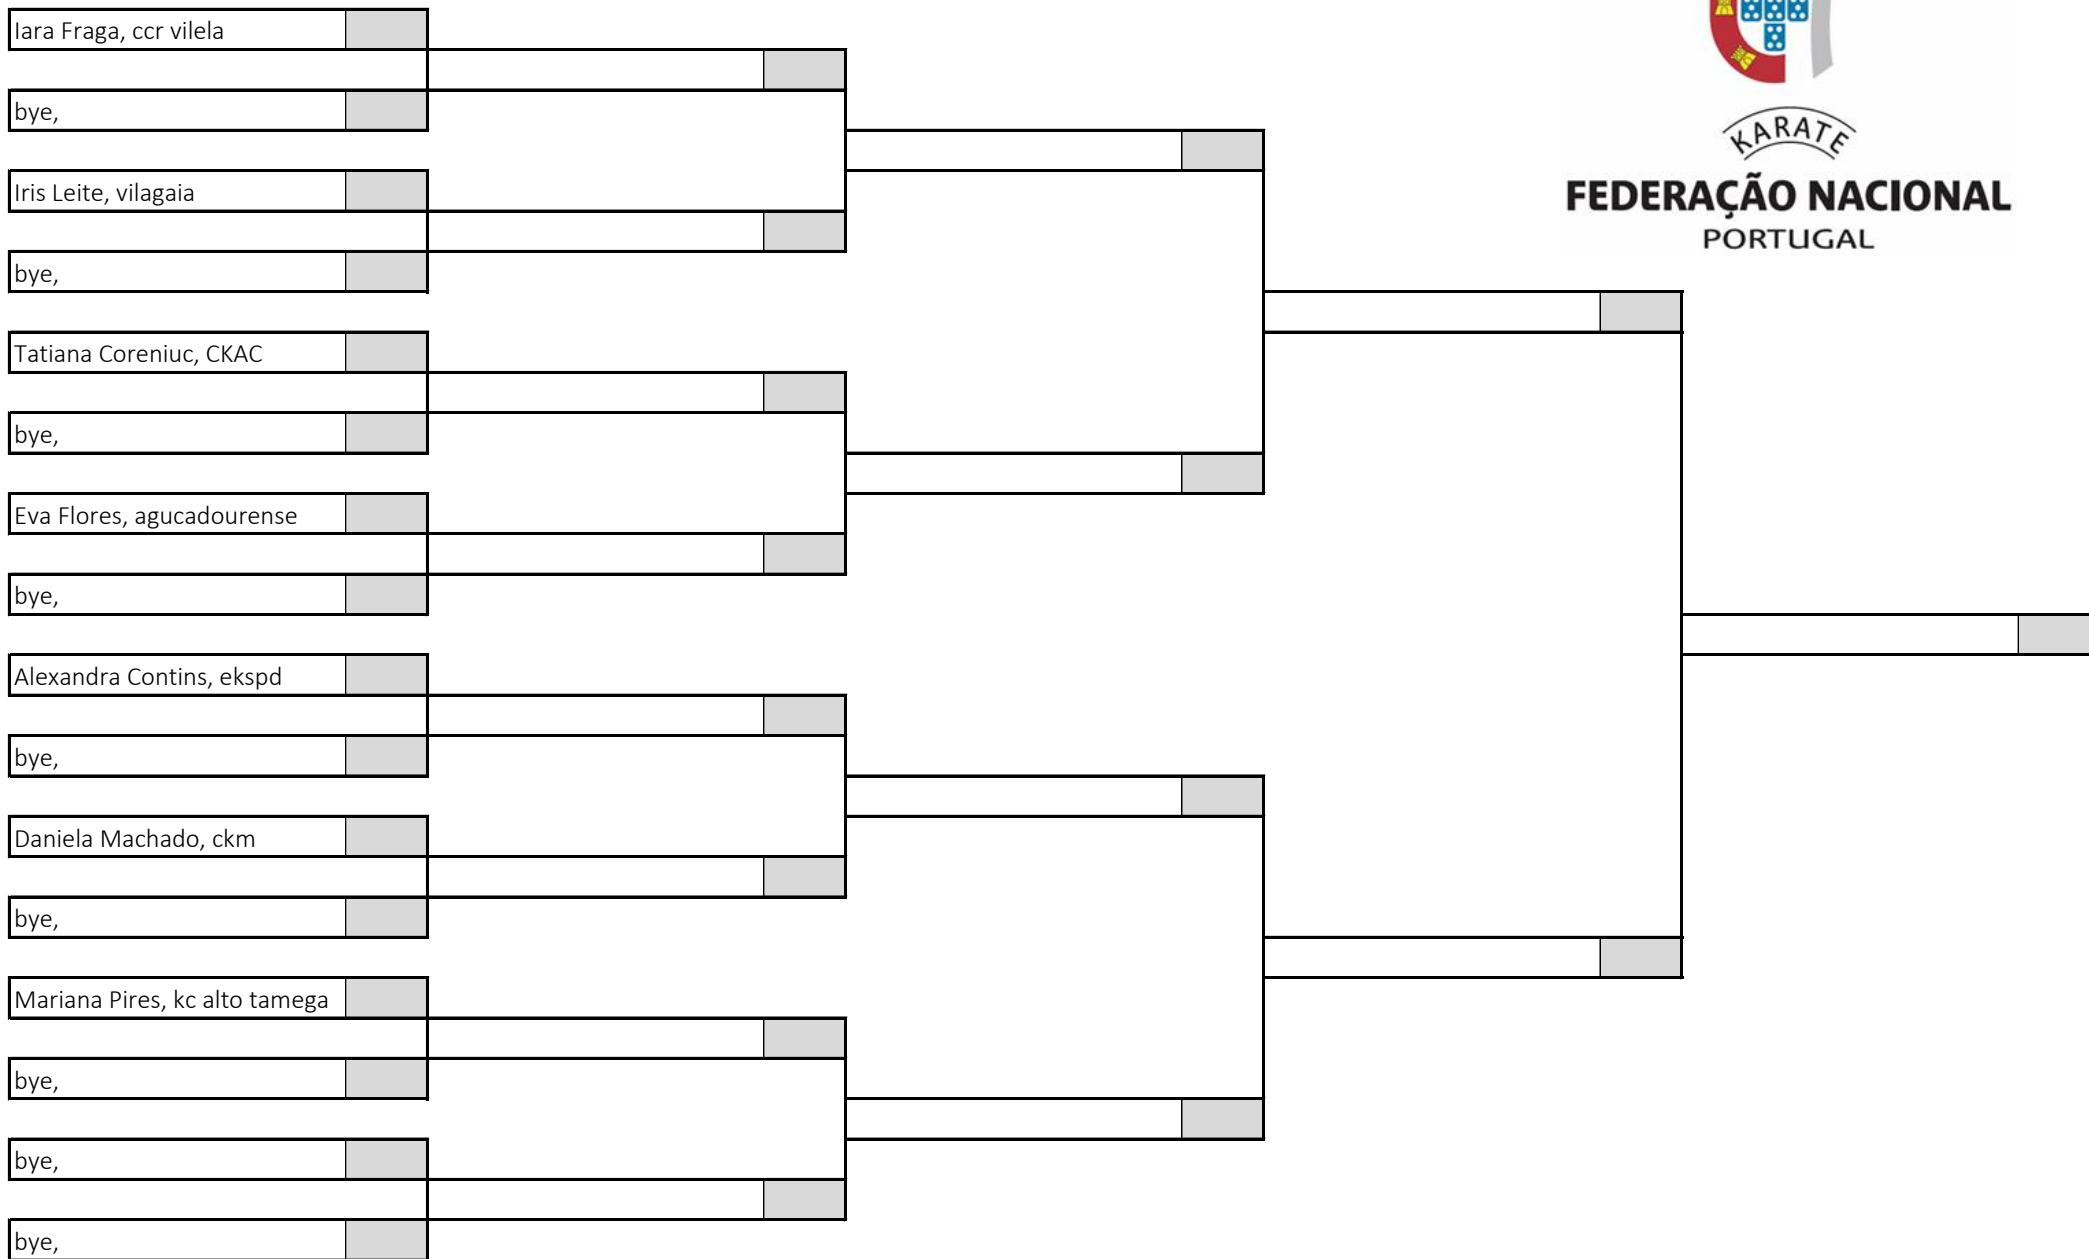 Iara Fraga, ccr vilela
bye,
Iris Leite, vilagaia
bye,
Tatiana Coreniuc, CKAC
bye,
Eva Flores, agucadourense
bye,
Alexandra Contins, ekspd
bye,
Daniela Machado, ckm
bye,
Mariana Pires, kc alto tamega
bye,
bye,
bye,
KARATE
FEDERAÇÃO NACIONAL
PORTUGAL